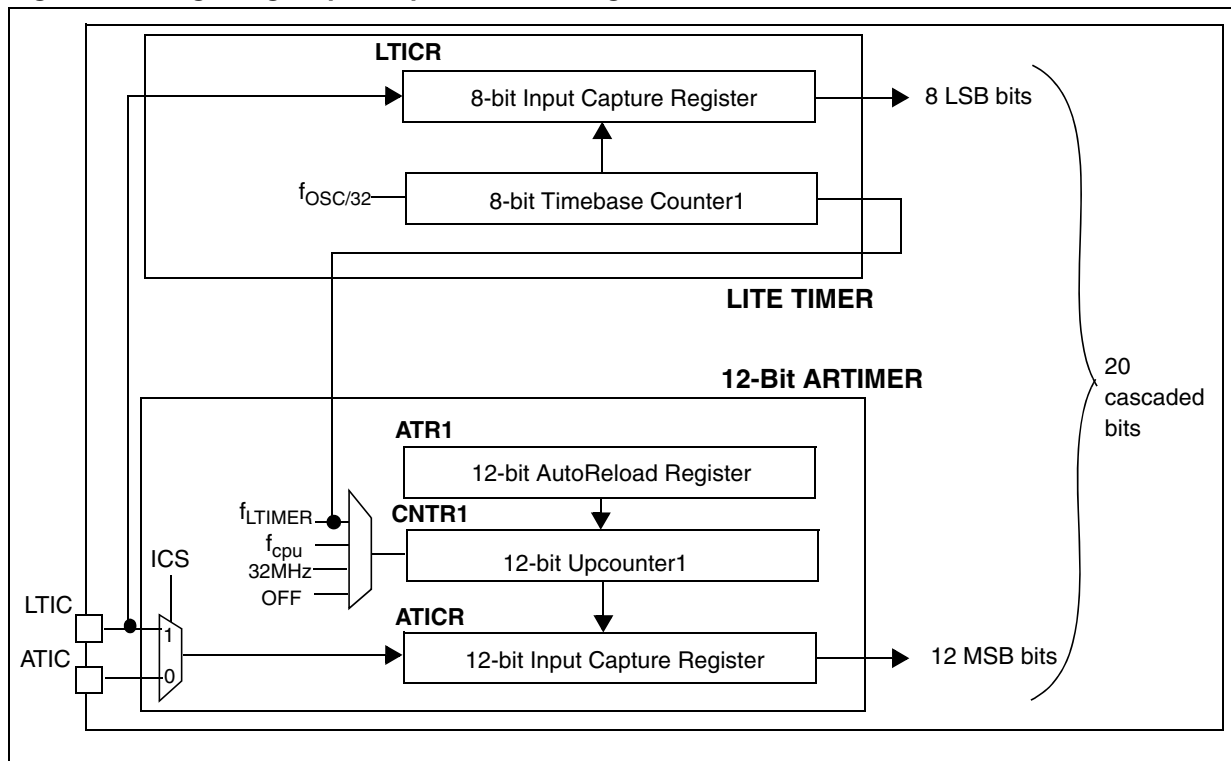 LTICR
8-bit Input Capture Register
8 LSB bits
fOSC/32
8-bit Timebase Counter1
LITE TIMER
12-Bit ARTIMER
20
cascaded
bits
ATR1
12-bit AutoReload Register
fLTIMER
CNTR1
fcpu
12-bit Upcounter1
ICS
32MHz
OFF
LTIC
ATICR
1
ATIC
12-bit Input Capture Register
12 MSB bits
0